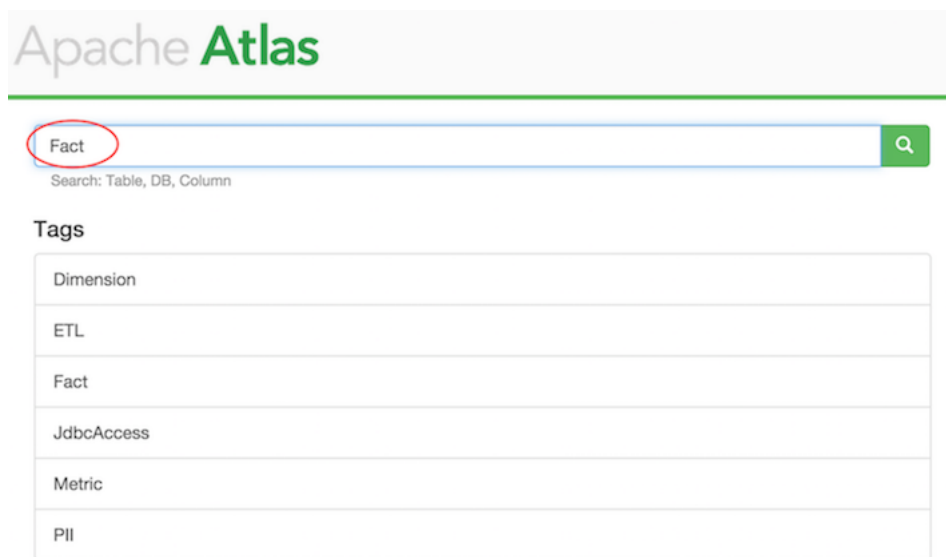 Apache Atlas
Fact
Search: Table, DB, Column
Tags
Dimension
ETL
Fact
JdbcAccess
Metric
PII